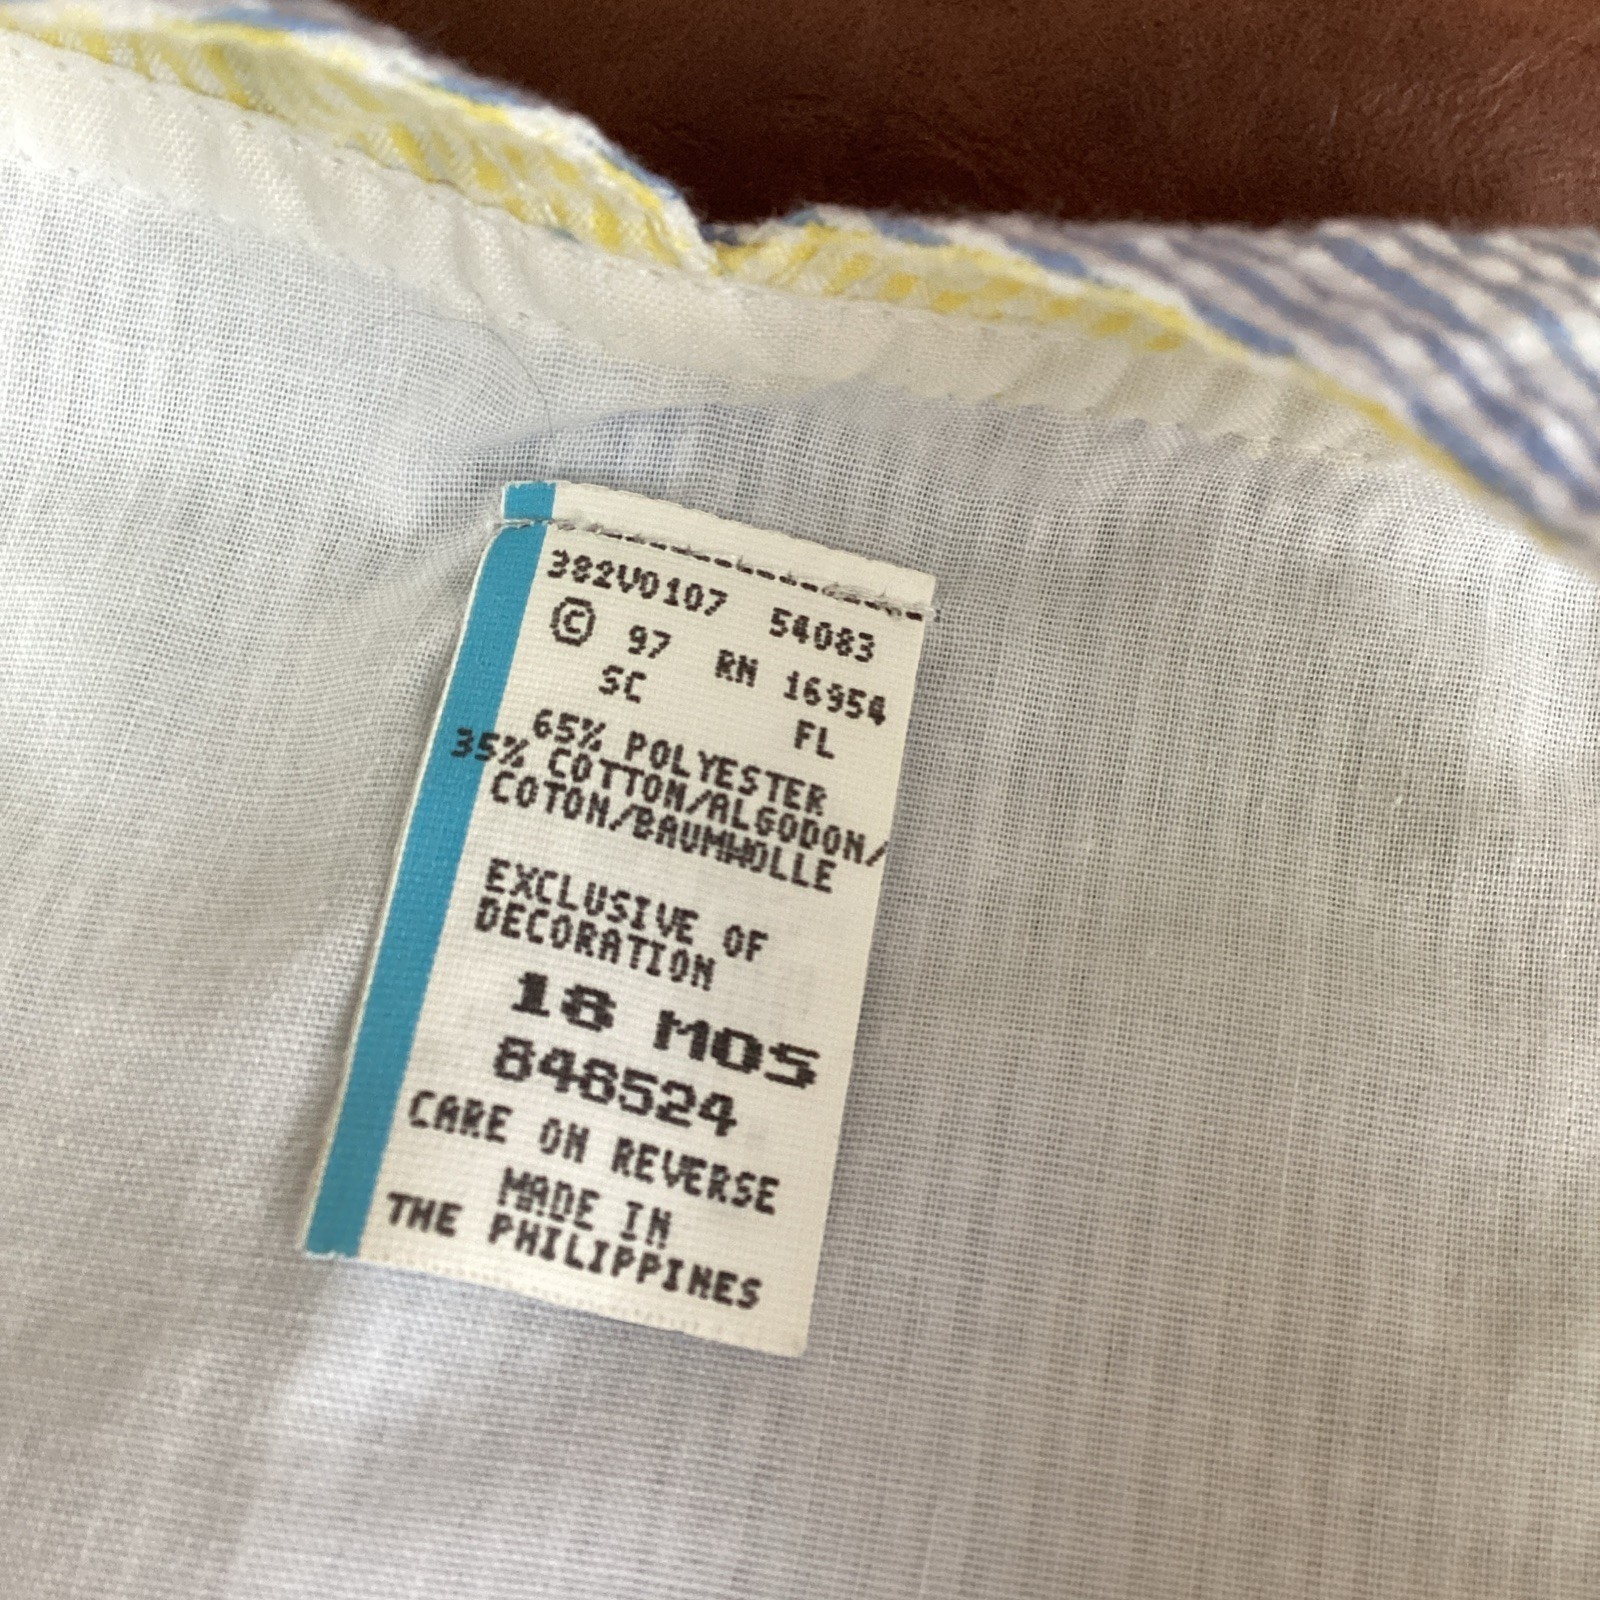 382V0107 54083
© 97 RN 16954
SC FL
65% POLYESTER
35% COTTON/ALGODON/
COTON/BAUMWOLLE
EXCLUSIVE OF
DECORATION
18 MOS
846524
CARE ON REVERSE
MADE IN
THE PHILIPPINES